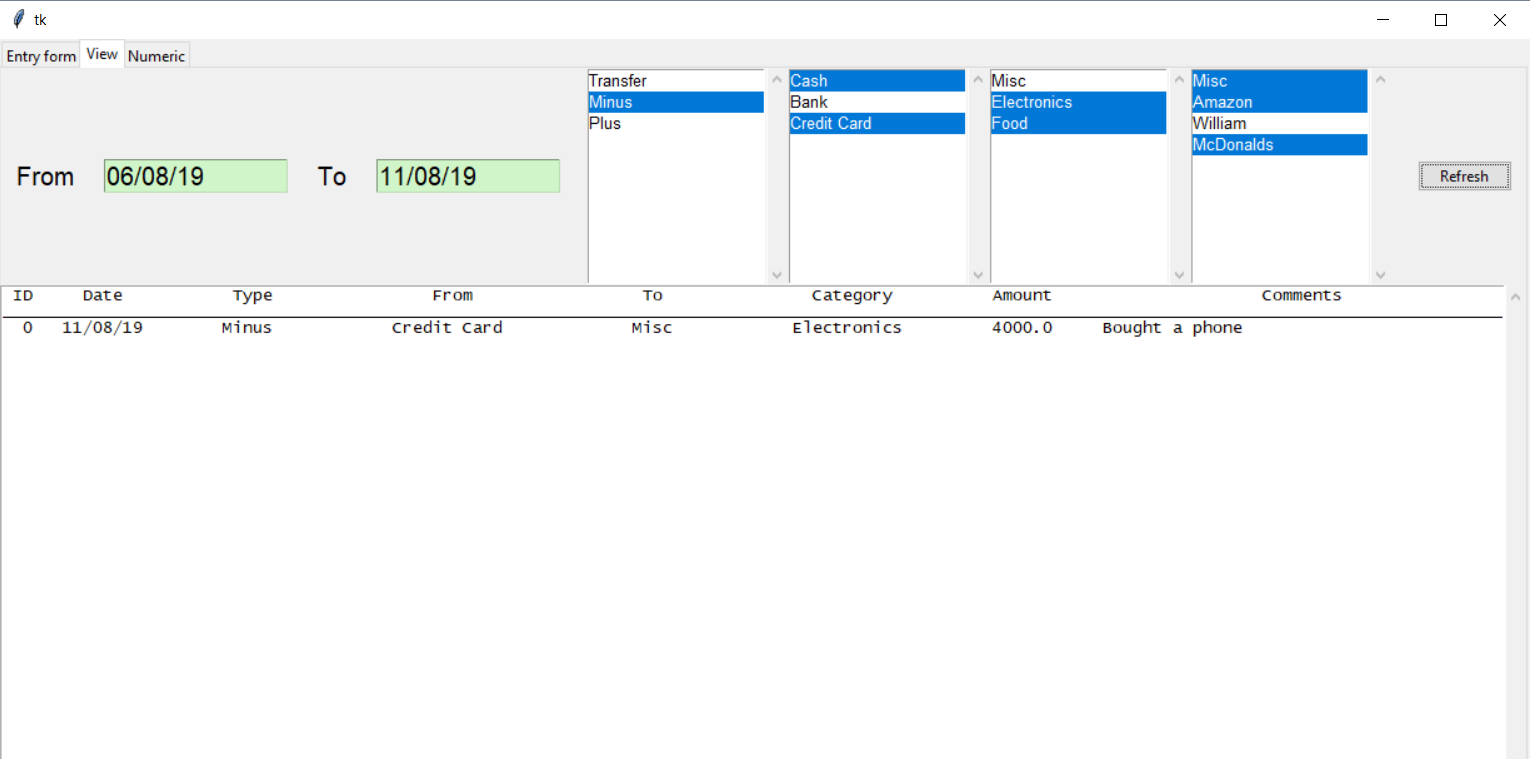 tk
Entry form View Numeric
From 06/08/19 To 11/08/19
Transfer
Minus
Plus
Cash
Bank
Credit Card
Misc
Electronics
Food
Misc
Amazon
William
McDonalds
Refresh
ID Date Type From To Category Amount Comments
0 11/08/19 Minus Credit Card Misc Electronics 4000.0 Bought a phone